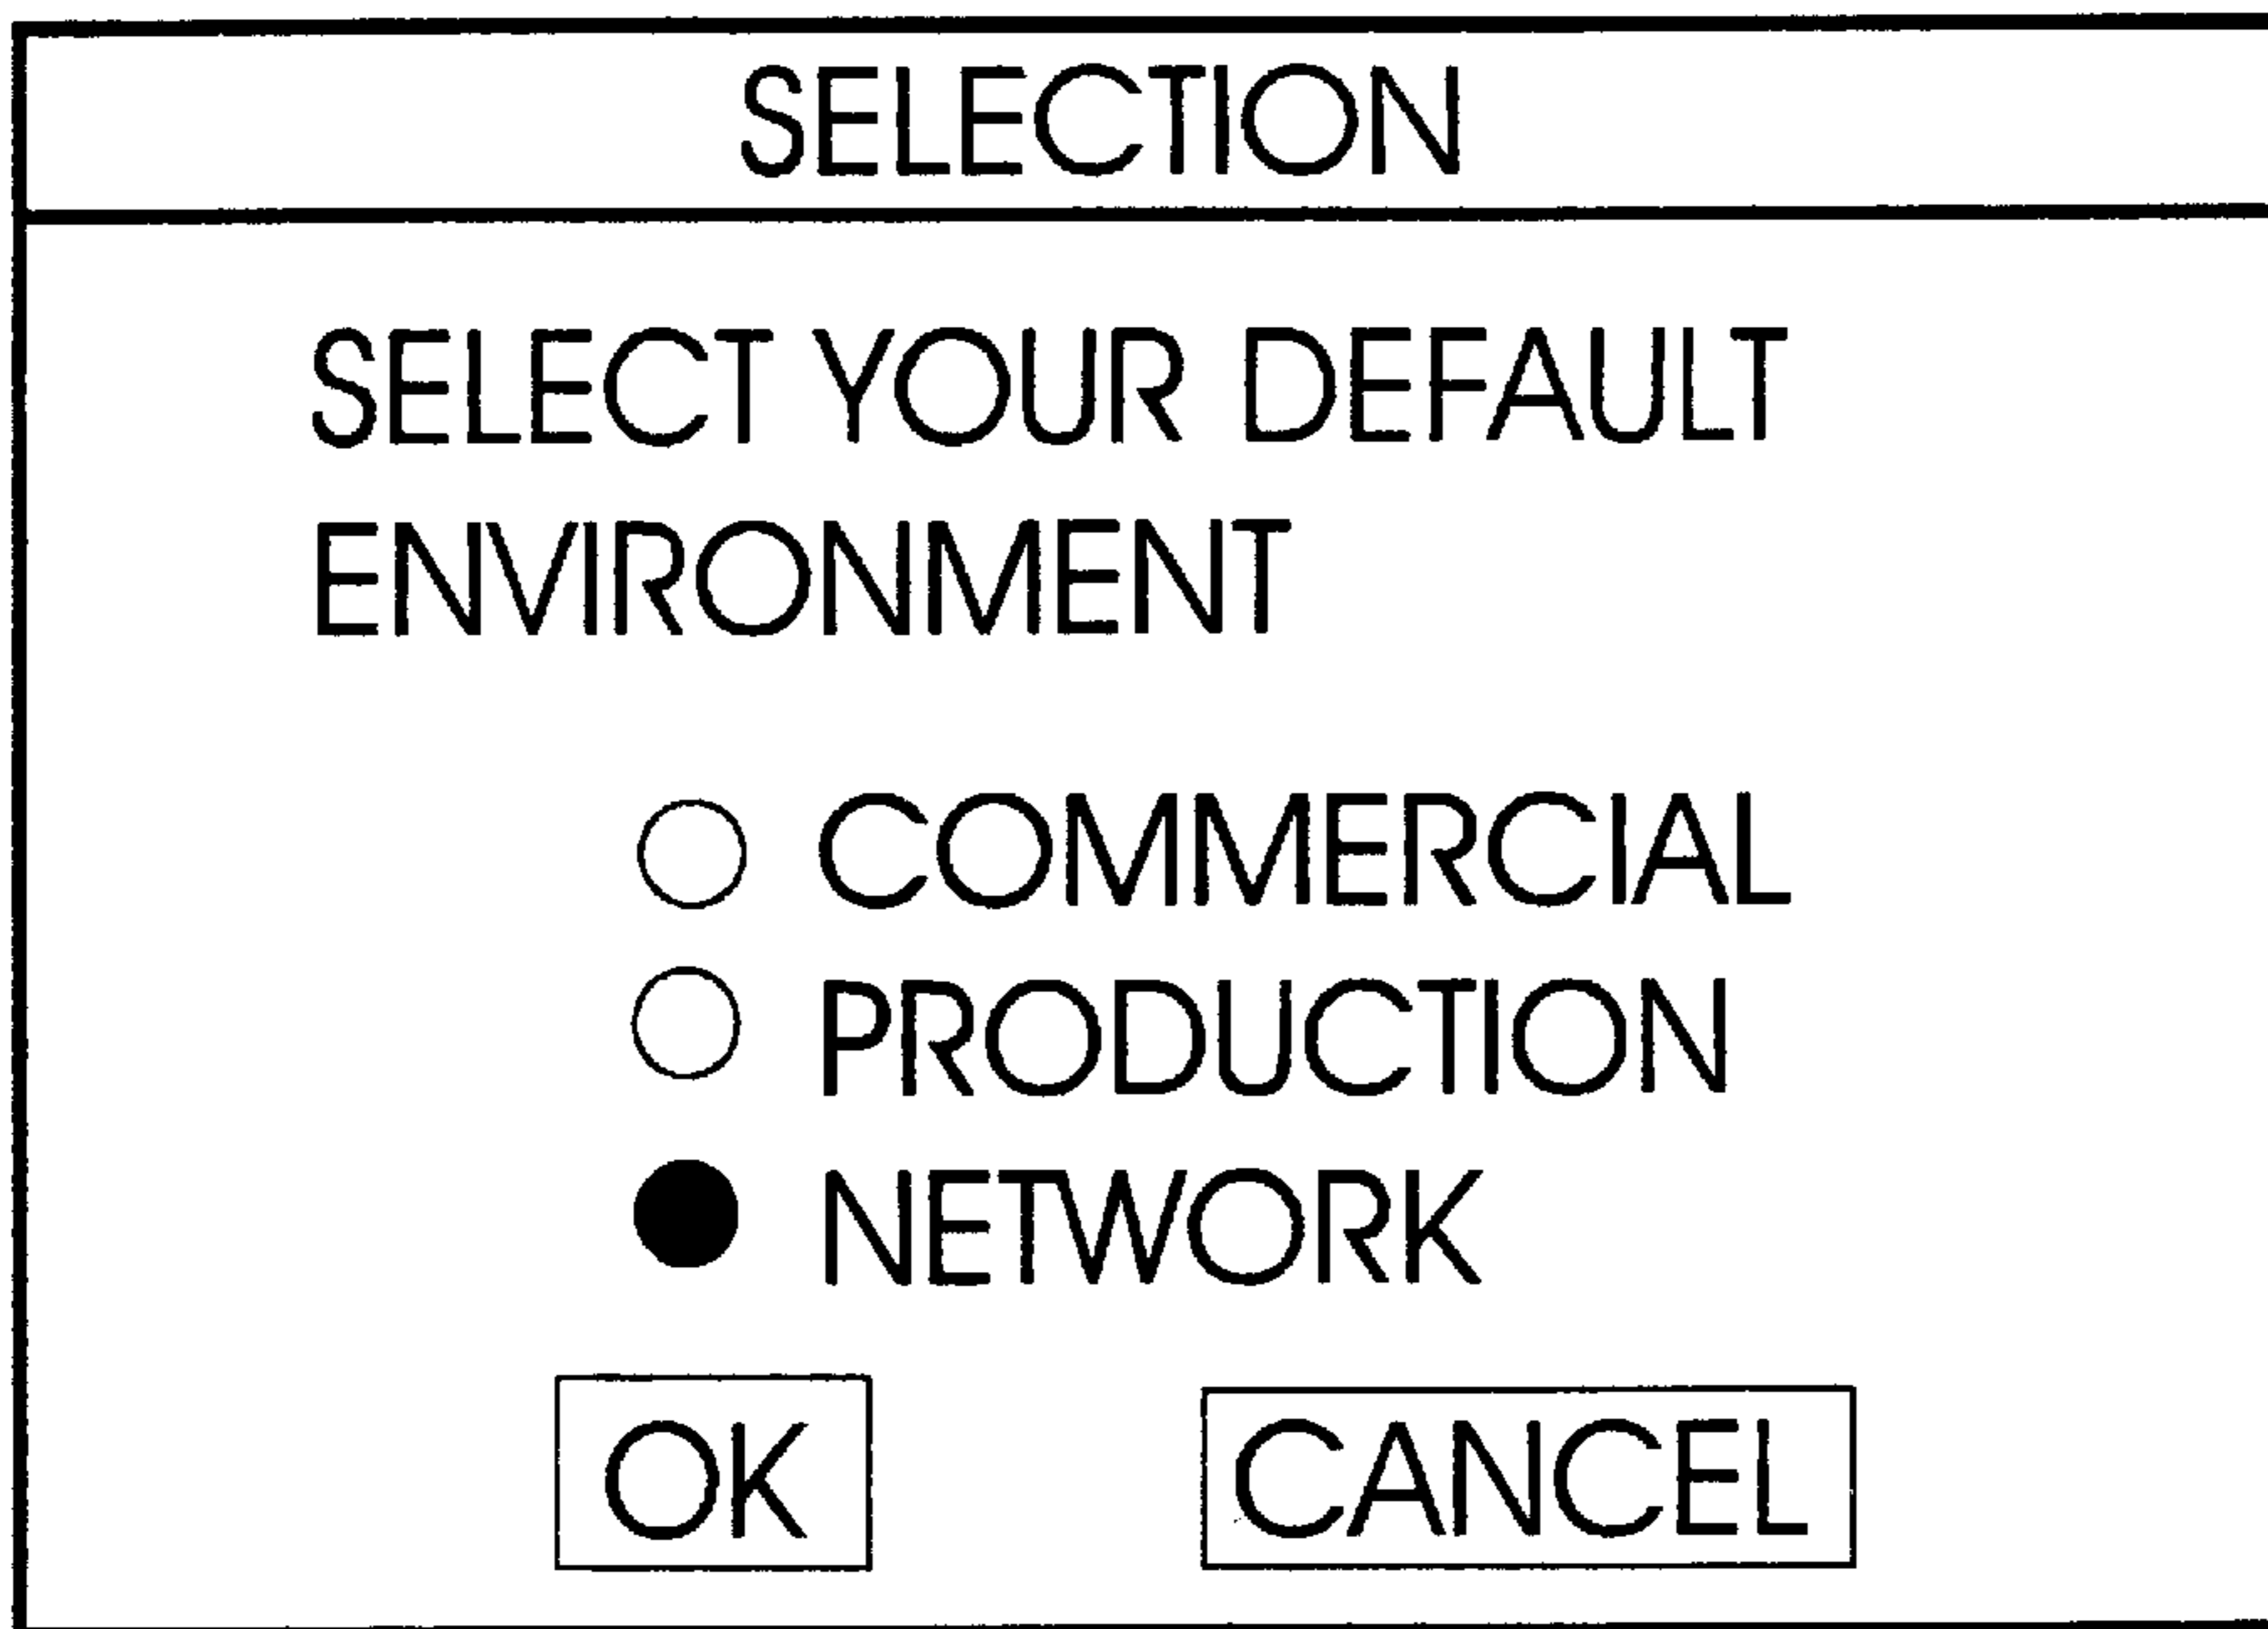 SELECTION
SELECT YOUR DEFAULT
ENVIRONMENT
COMMERCIAL
PRODUCTION
NETWORK
OK
CANCEL